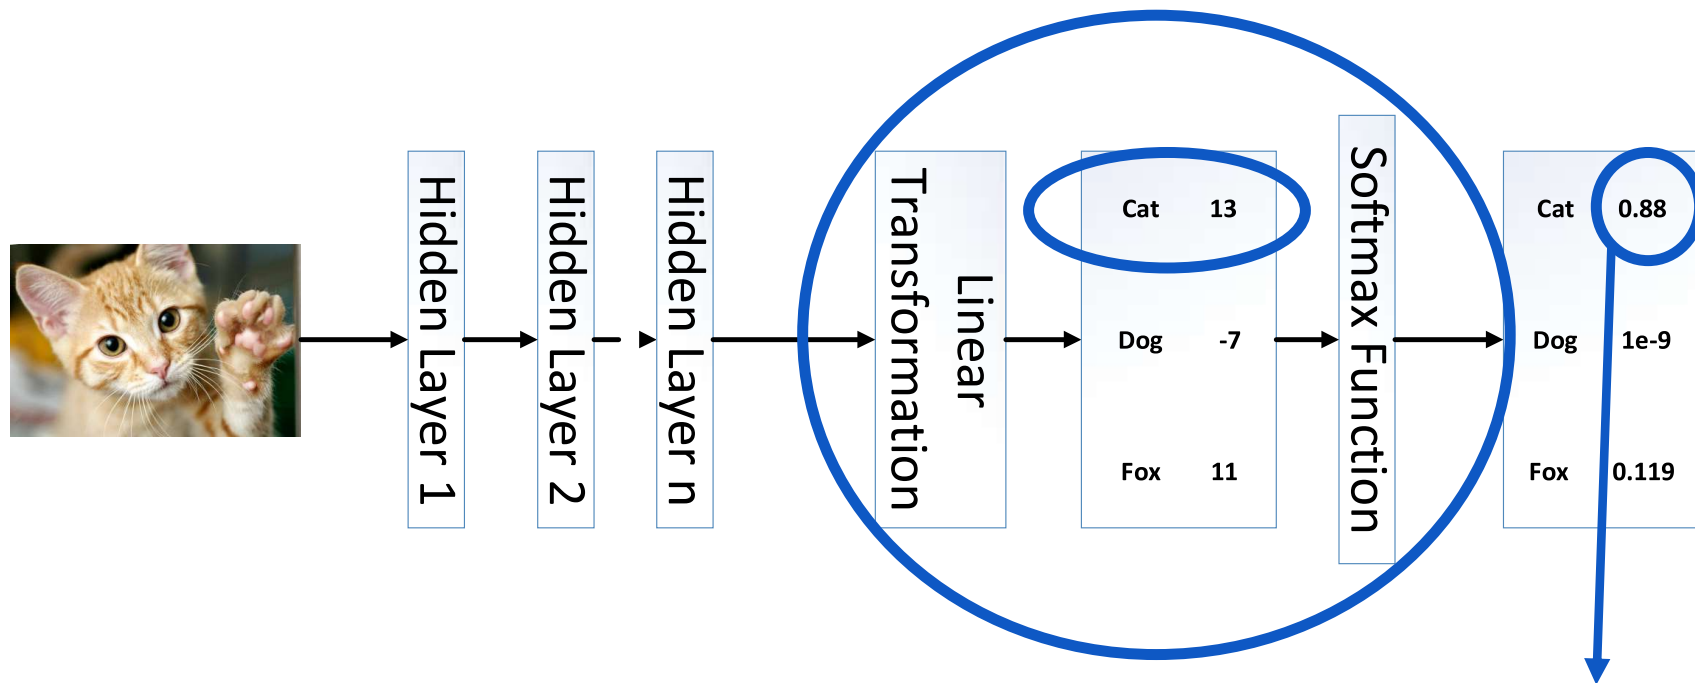 Hidden Layer 1
Hidden Layer 2
Hidden Layer n
Linear
Transformation
Cat 13
Dog -7
Fox 11
Softmax Function
Cat 0.88
Dog 1e-9
Fox 0.119